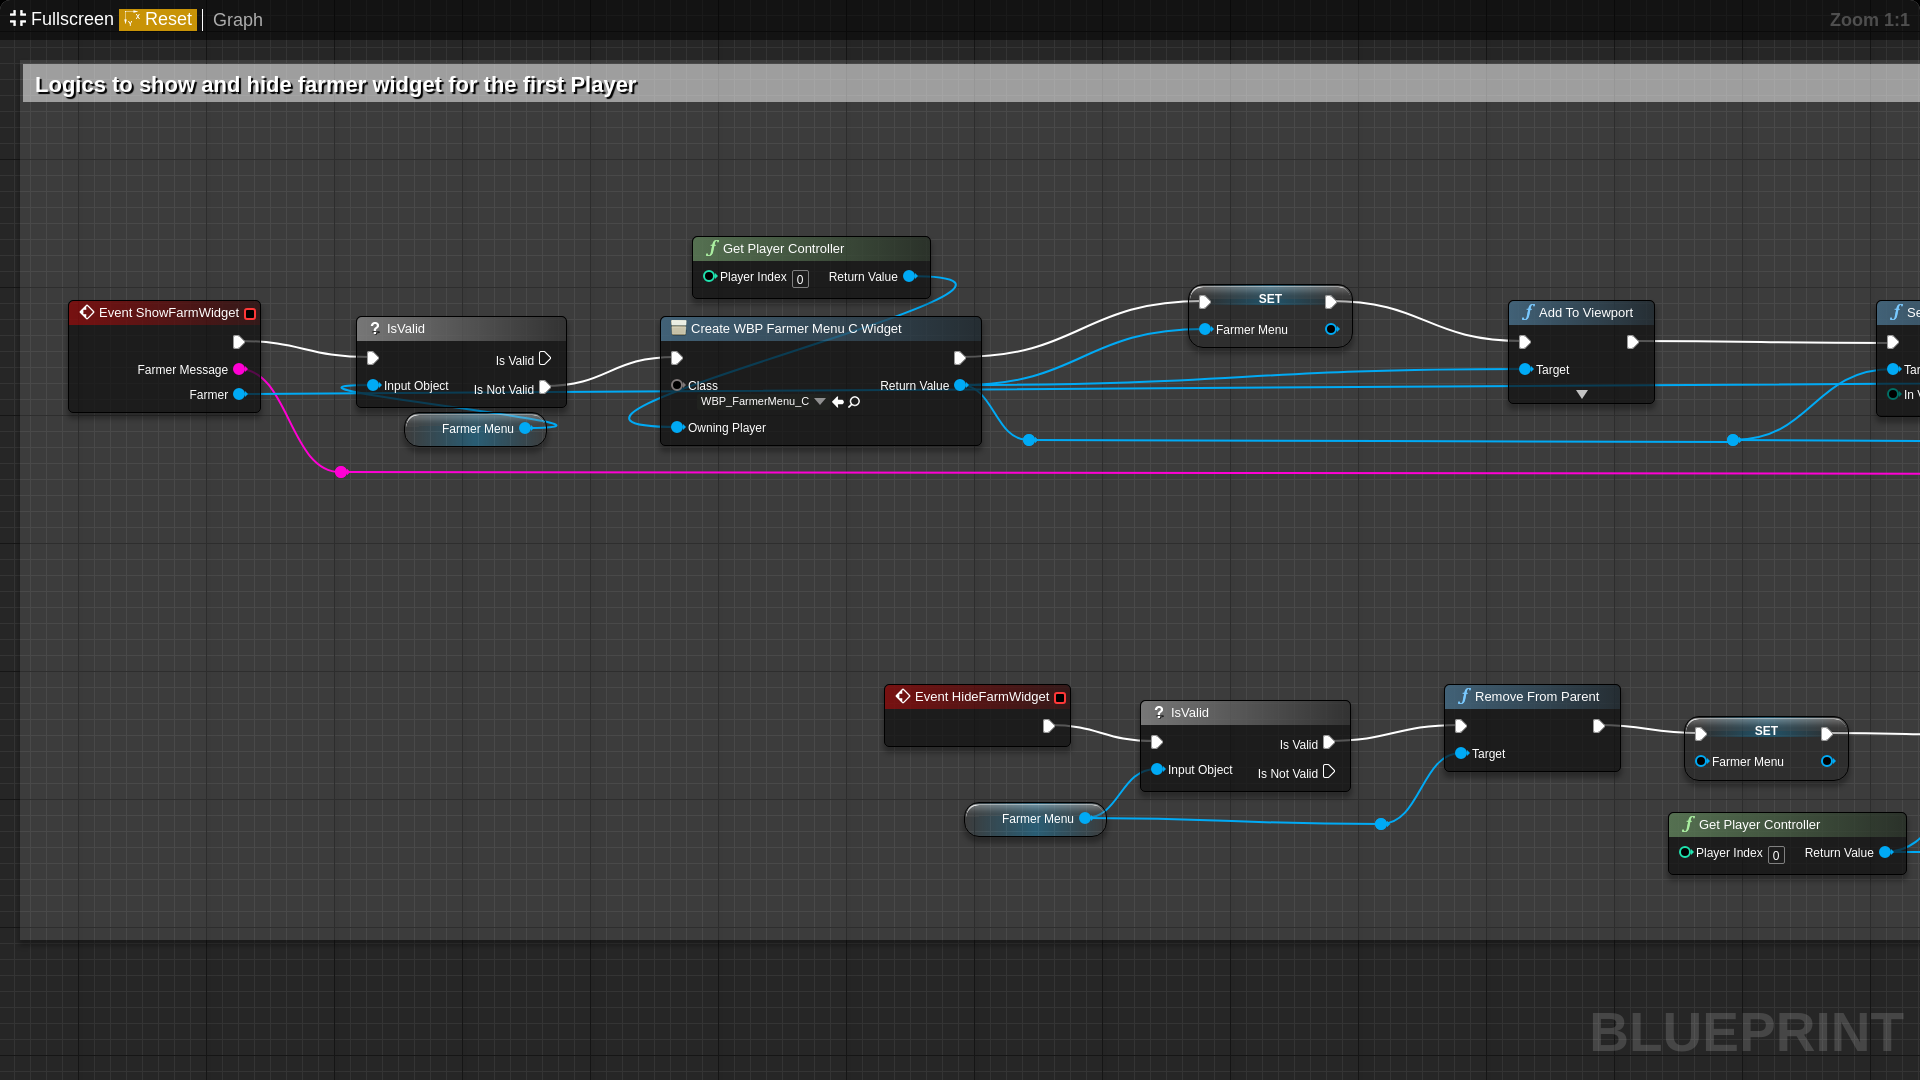 Fullscreen Reset Graph Zoom 1:1
Logics to show and hide farmer widget for the first Player
Get Player Controller
Player Index 0 Return Value
Event ShowFarmWidget
Farmer Message
Farmer
? IsValid
Is Valid
Input Object
Is Not Valid
Farmer Menu
Create WBP Farmer Menu C Widget
Class
Return Value
WBP_FarmerMenu_C
Owning Player
SET
Farmer Menu
Add To Viewport
Target
Se
Tar
In V
Event HideFarmWidget
? IsValid
Is Valid
Input Object
Is Not Valid
Farmer Menu
Remove From Parent
Target
SET
Farmer Menu
Get Player Controller
Player Index 0 Return Value
BLUEPRINT